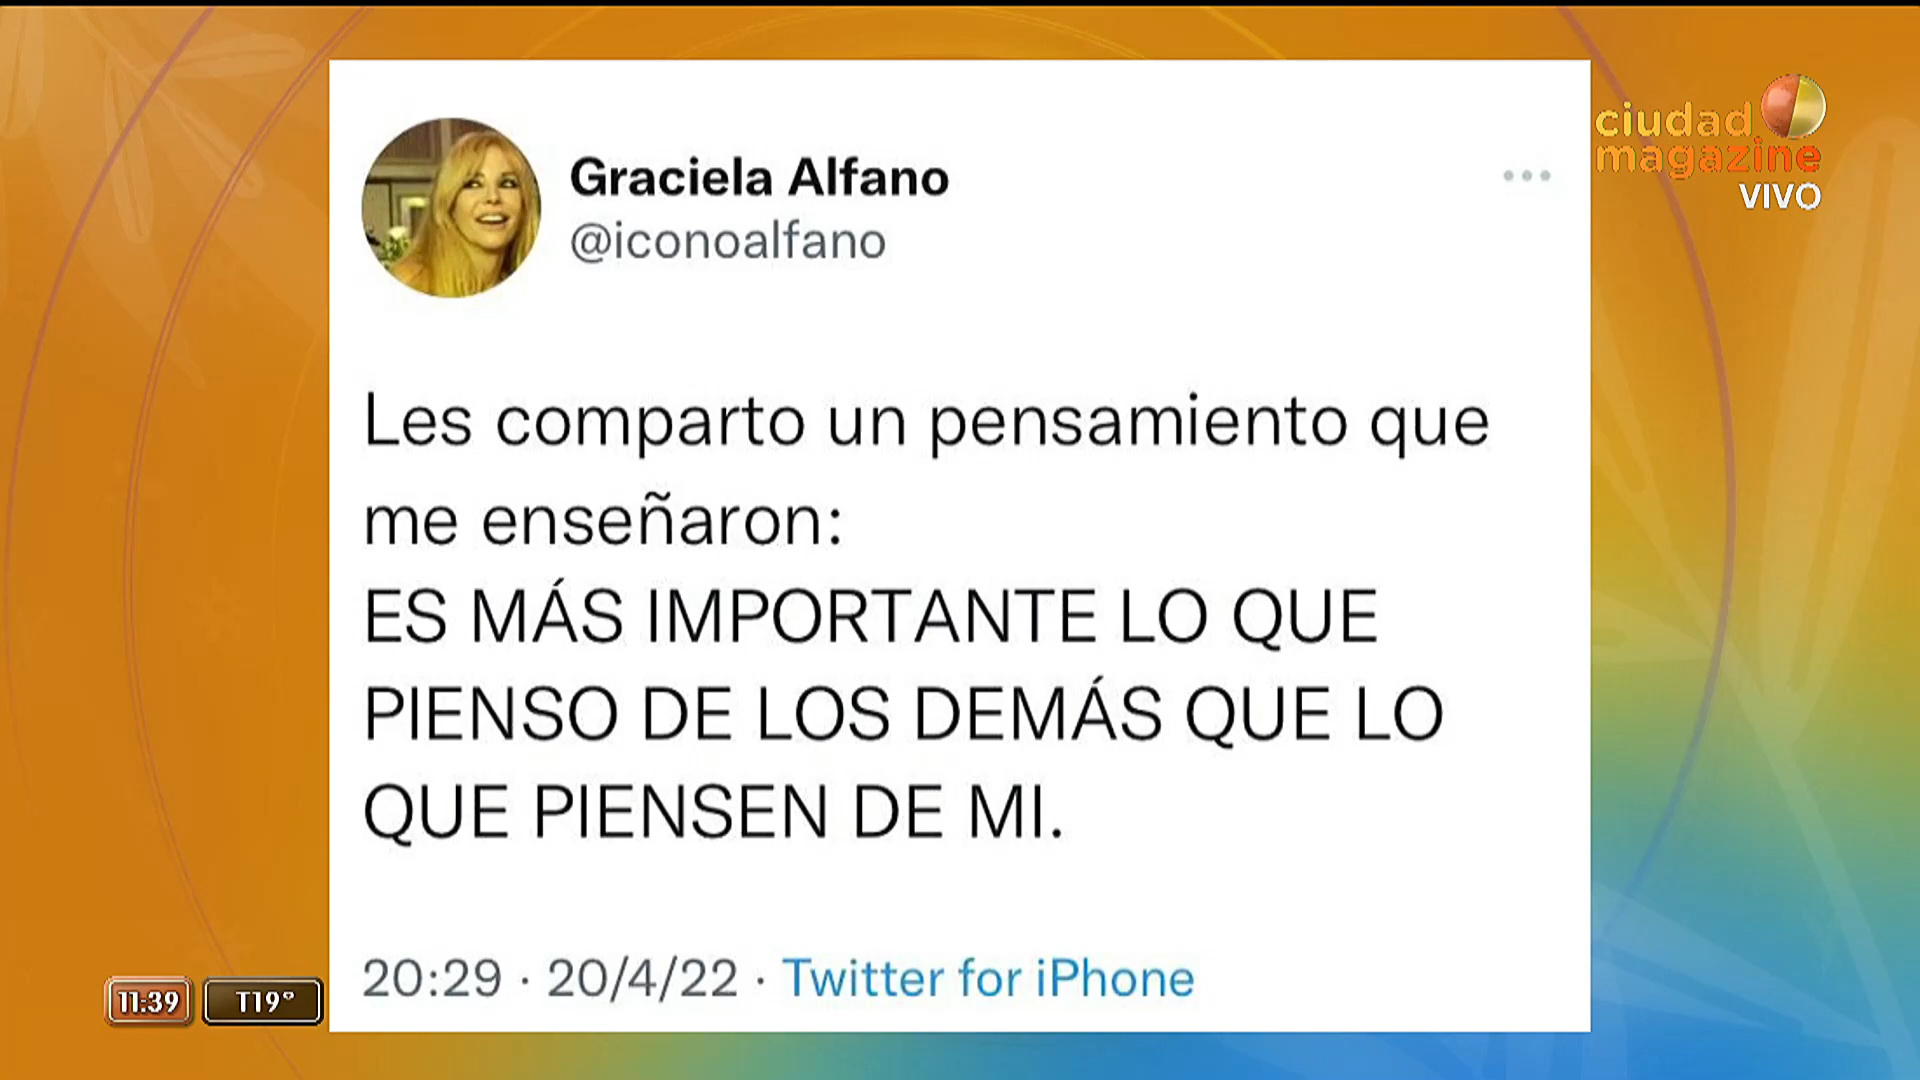 ciudad
magazine
VIVO
Graciela Alfano
@iconoalfano
Les comparto un pensamiento que
me enseñaron:
ES MÁS IMPORTANTE LO QUE
PIENSO DE LOS DEMÁS QUE LO
QUE PIENSEN DE MI.
20:29 · 20/4/22 · Twitter for iPhone
11:39
T19°